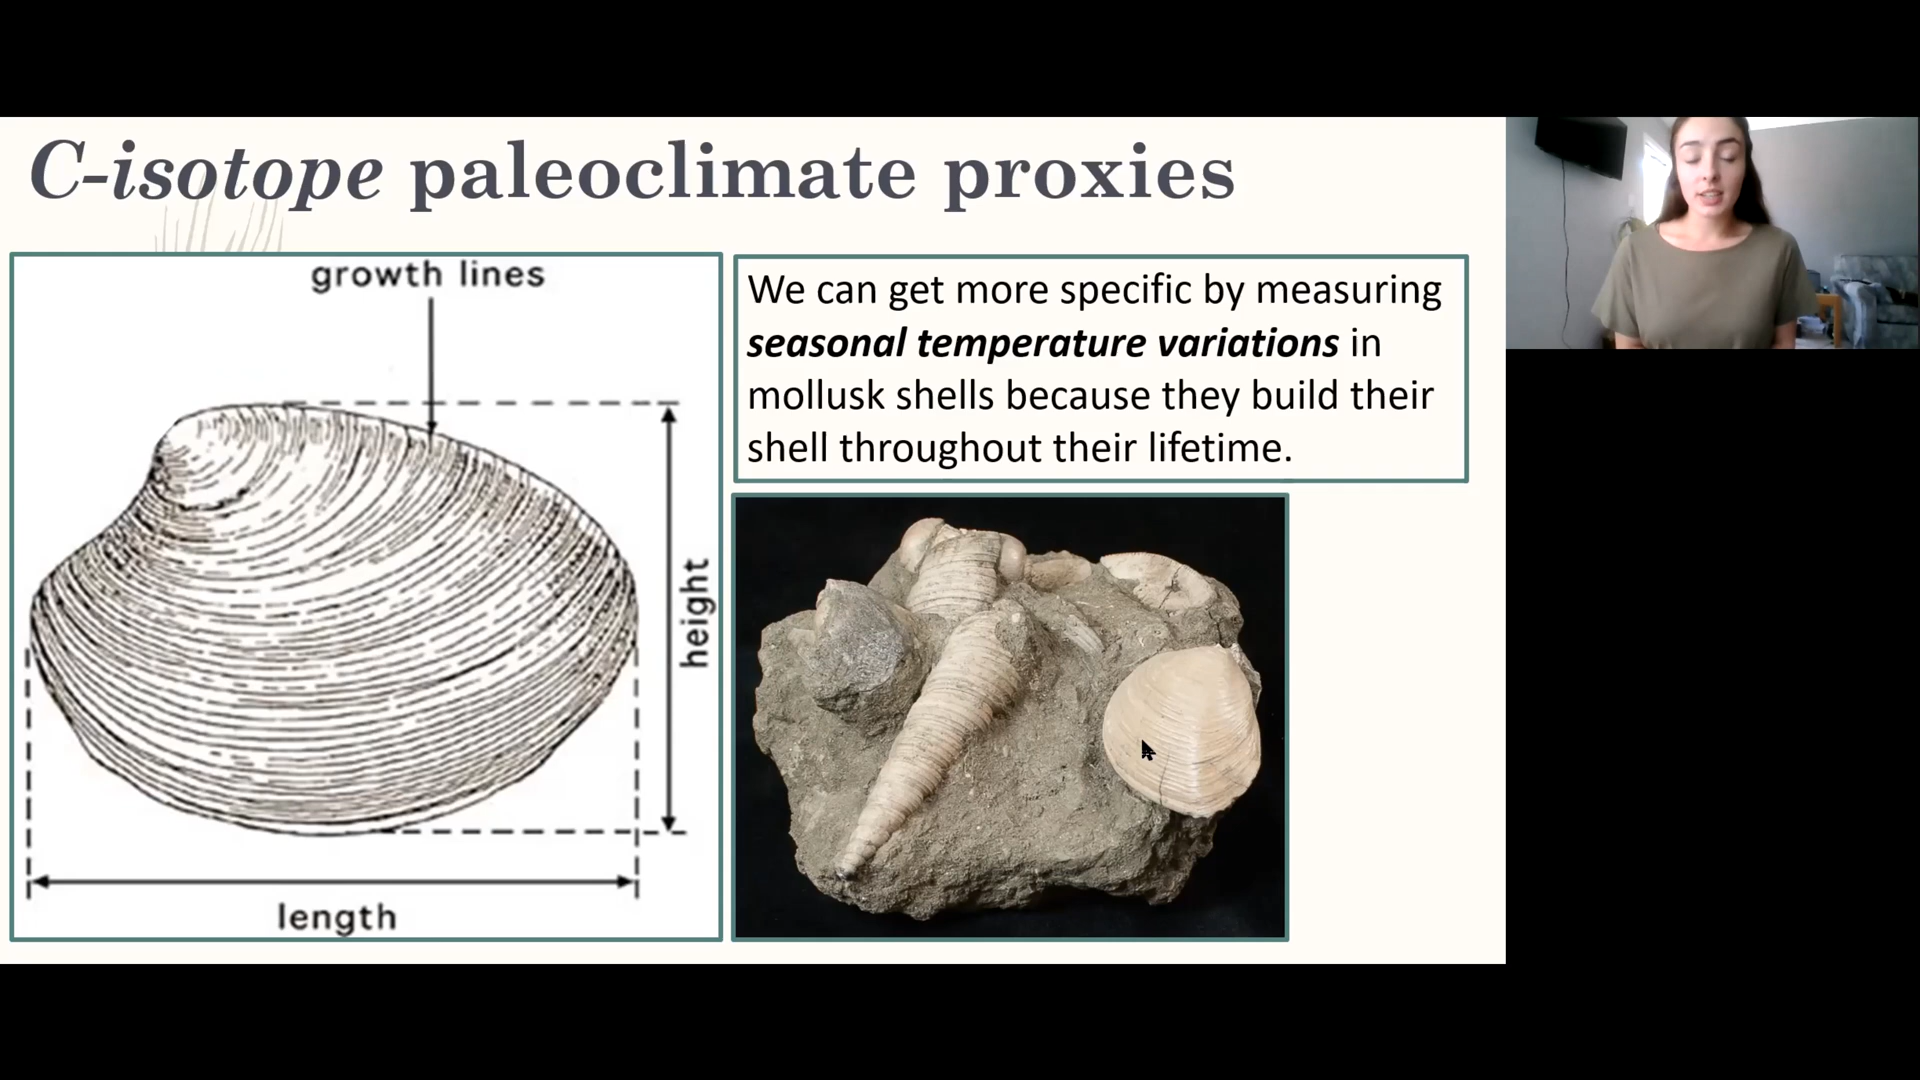 C-isotope paleoclimate proxies
growth lines
height
length
We can get more specific by measuring
seasonal temperature variations in
mollusk shells because they build their
shell throughout their lifetime.